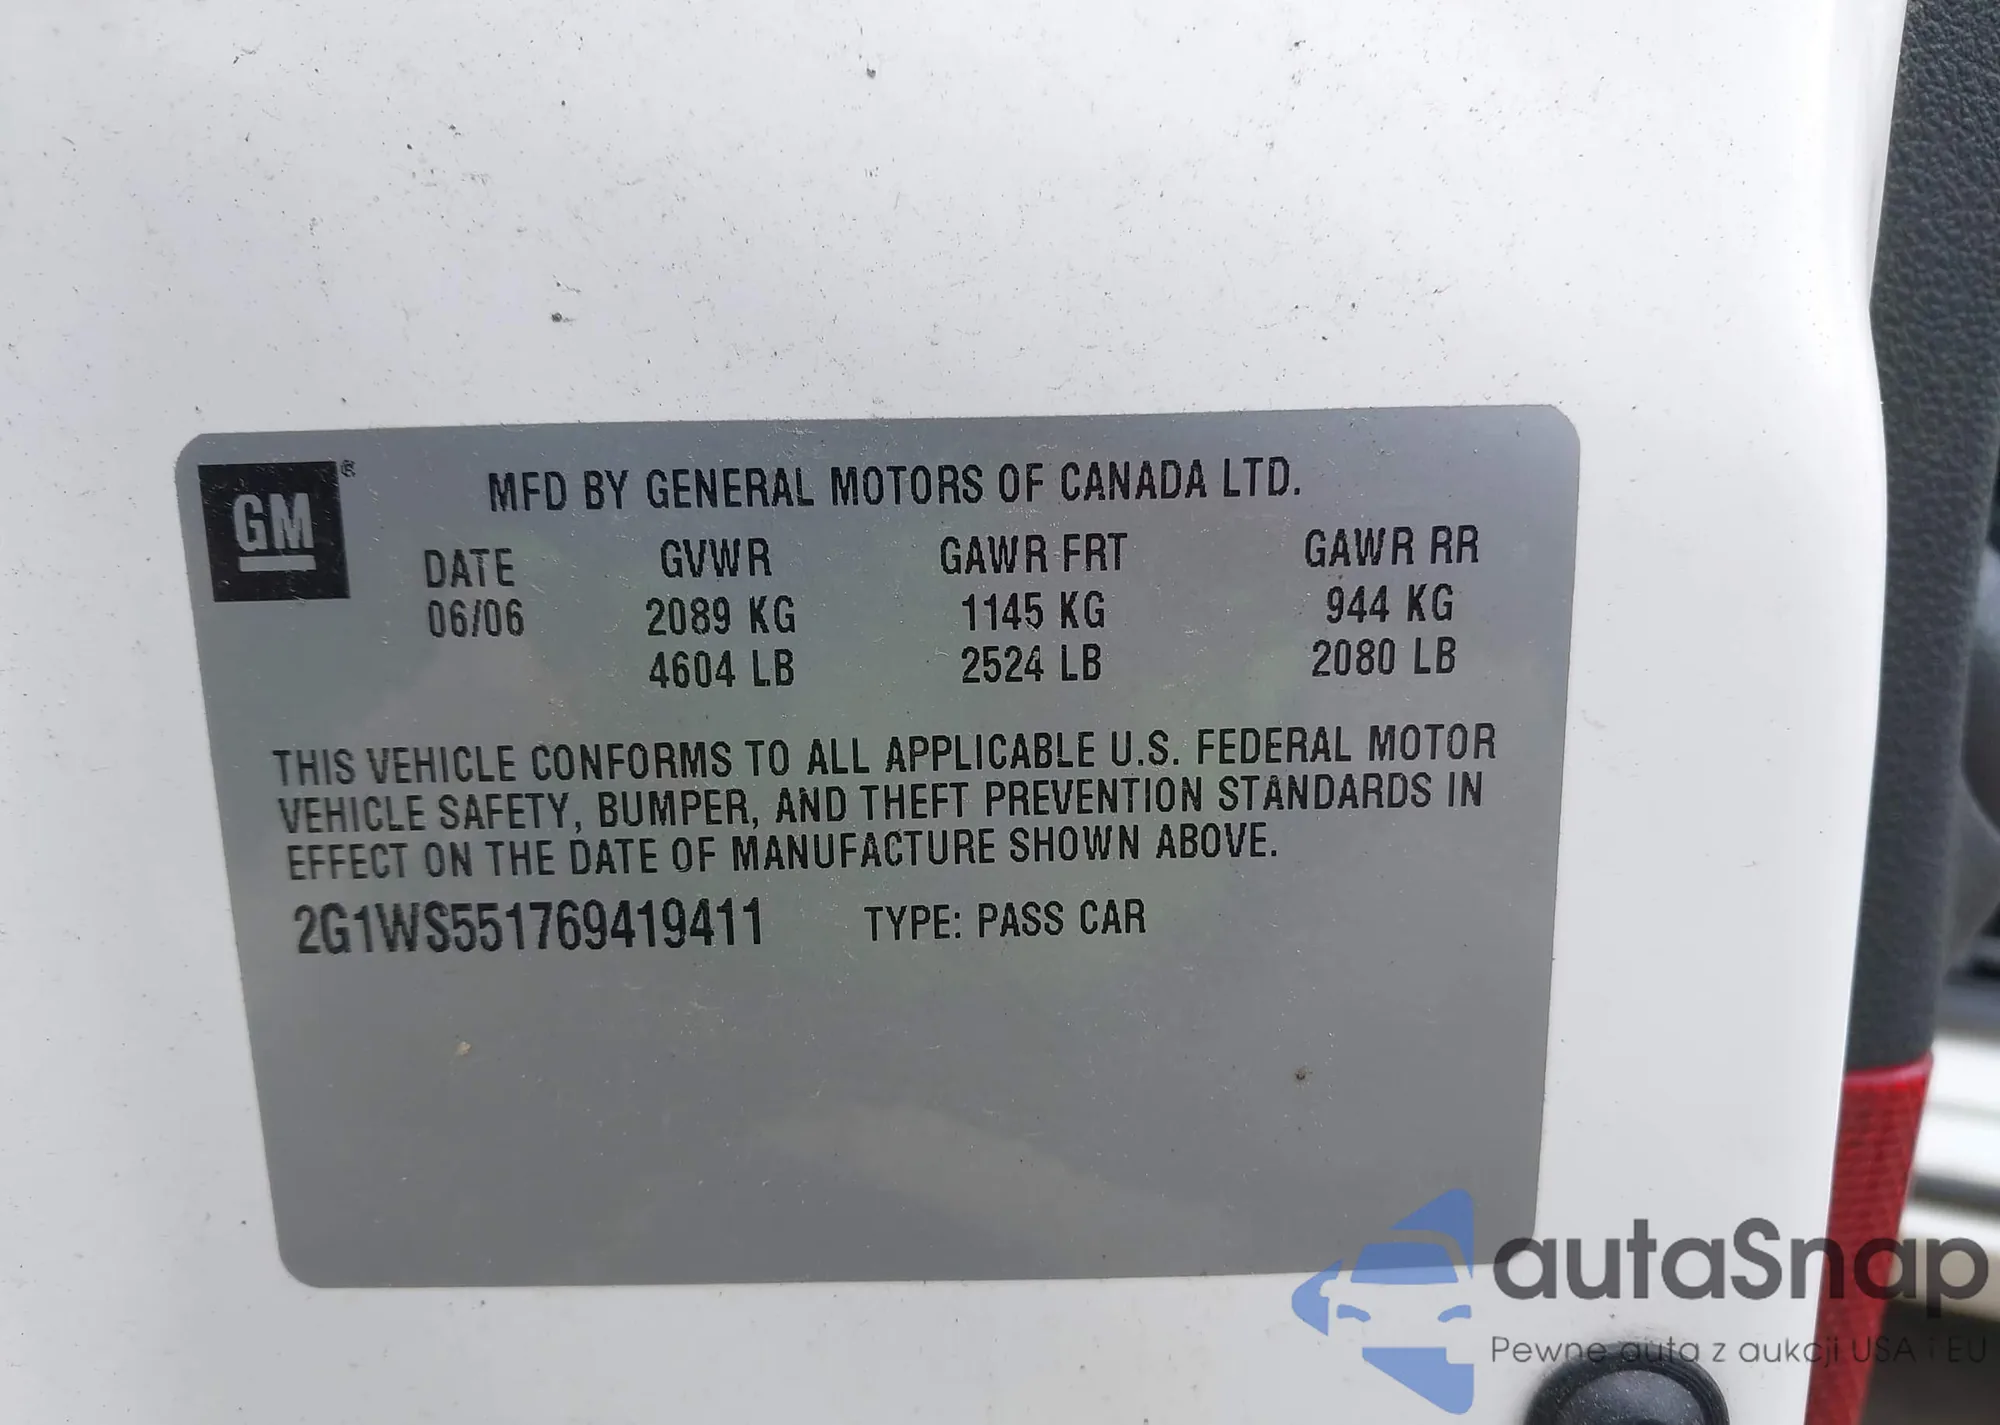 GM®
MFD BY GENERAL MOTORS OF CANADA LTD.
DATE GVWR GAWR FRT GAWR RR
06/06 2089 KG 1145 KG 944 KG
4604 LB 2524 LB 2080 LB
THIS VEHICLE CONFORMS TO ALL APPLICABLE U.S. FEDERAL MOTOR
VEHICLE SAFETY, BUMPER, AND THEFT PREVENTION STANDARDS IN
EFFECT ON THE DATE OF MANUFACTURE SHOWN ABOVE.
2G1WS551769419411 TYPE: PASS CAR
autaSnap
Pewne auta z aukcji USA i EU